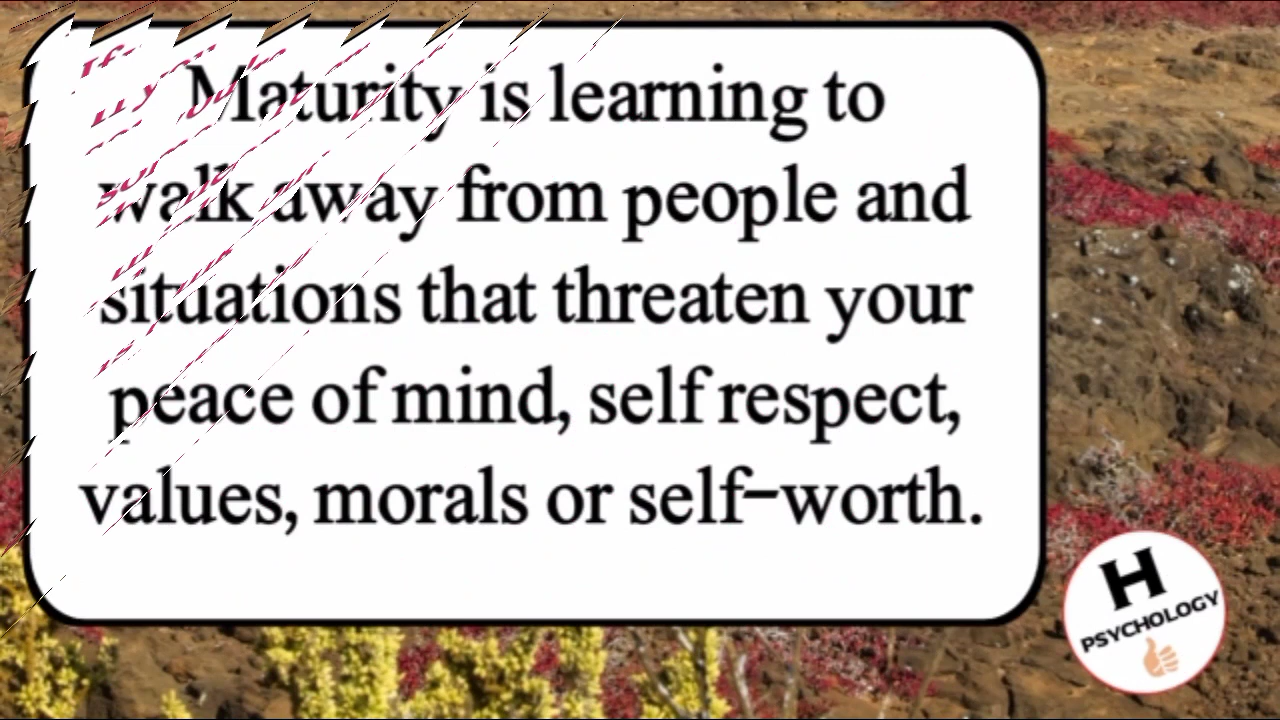 Maturity is learning to
walk away from people and
situations that threaten your
peace of mind, self respect,
values, morals or self-worth.
H
PSYCHOLOGY